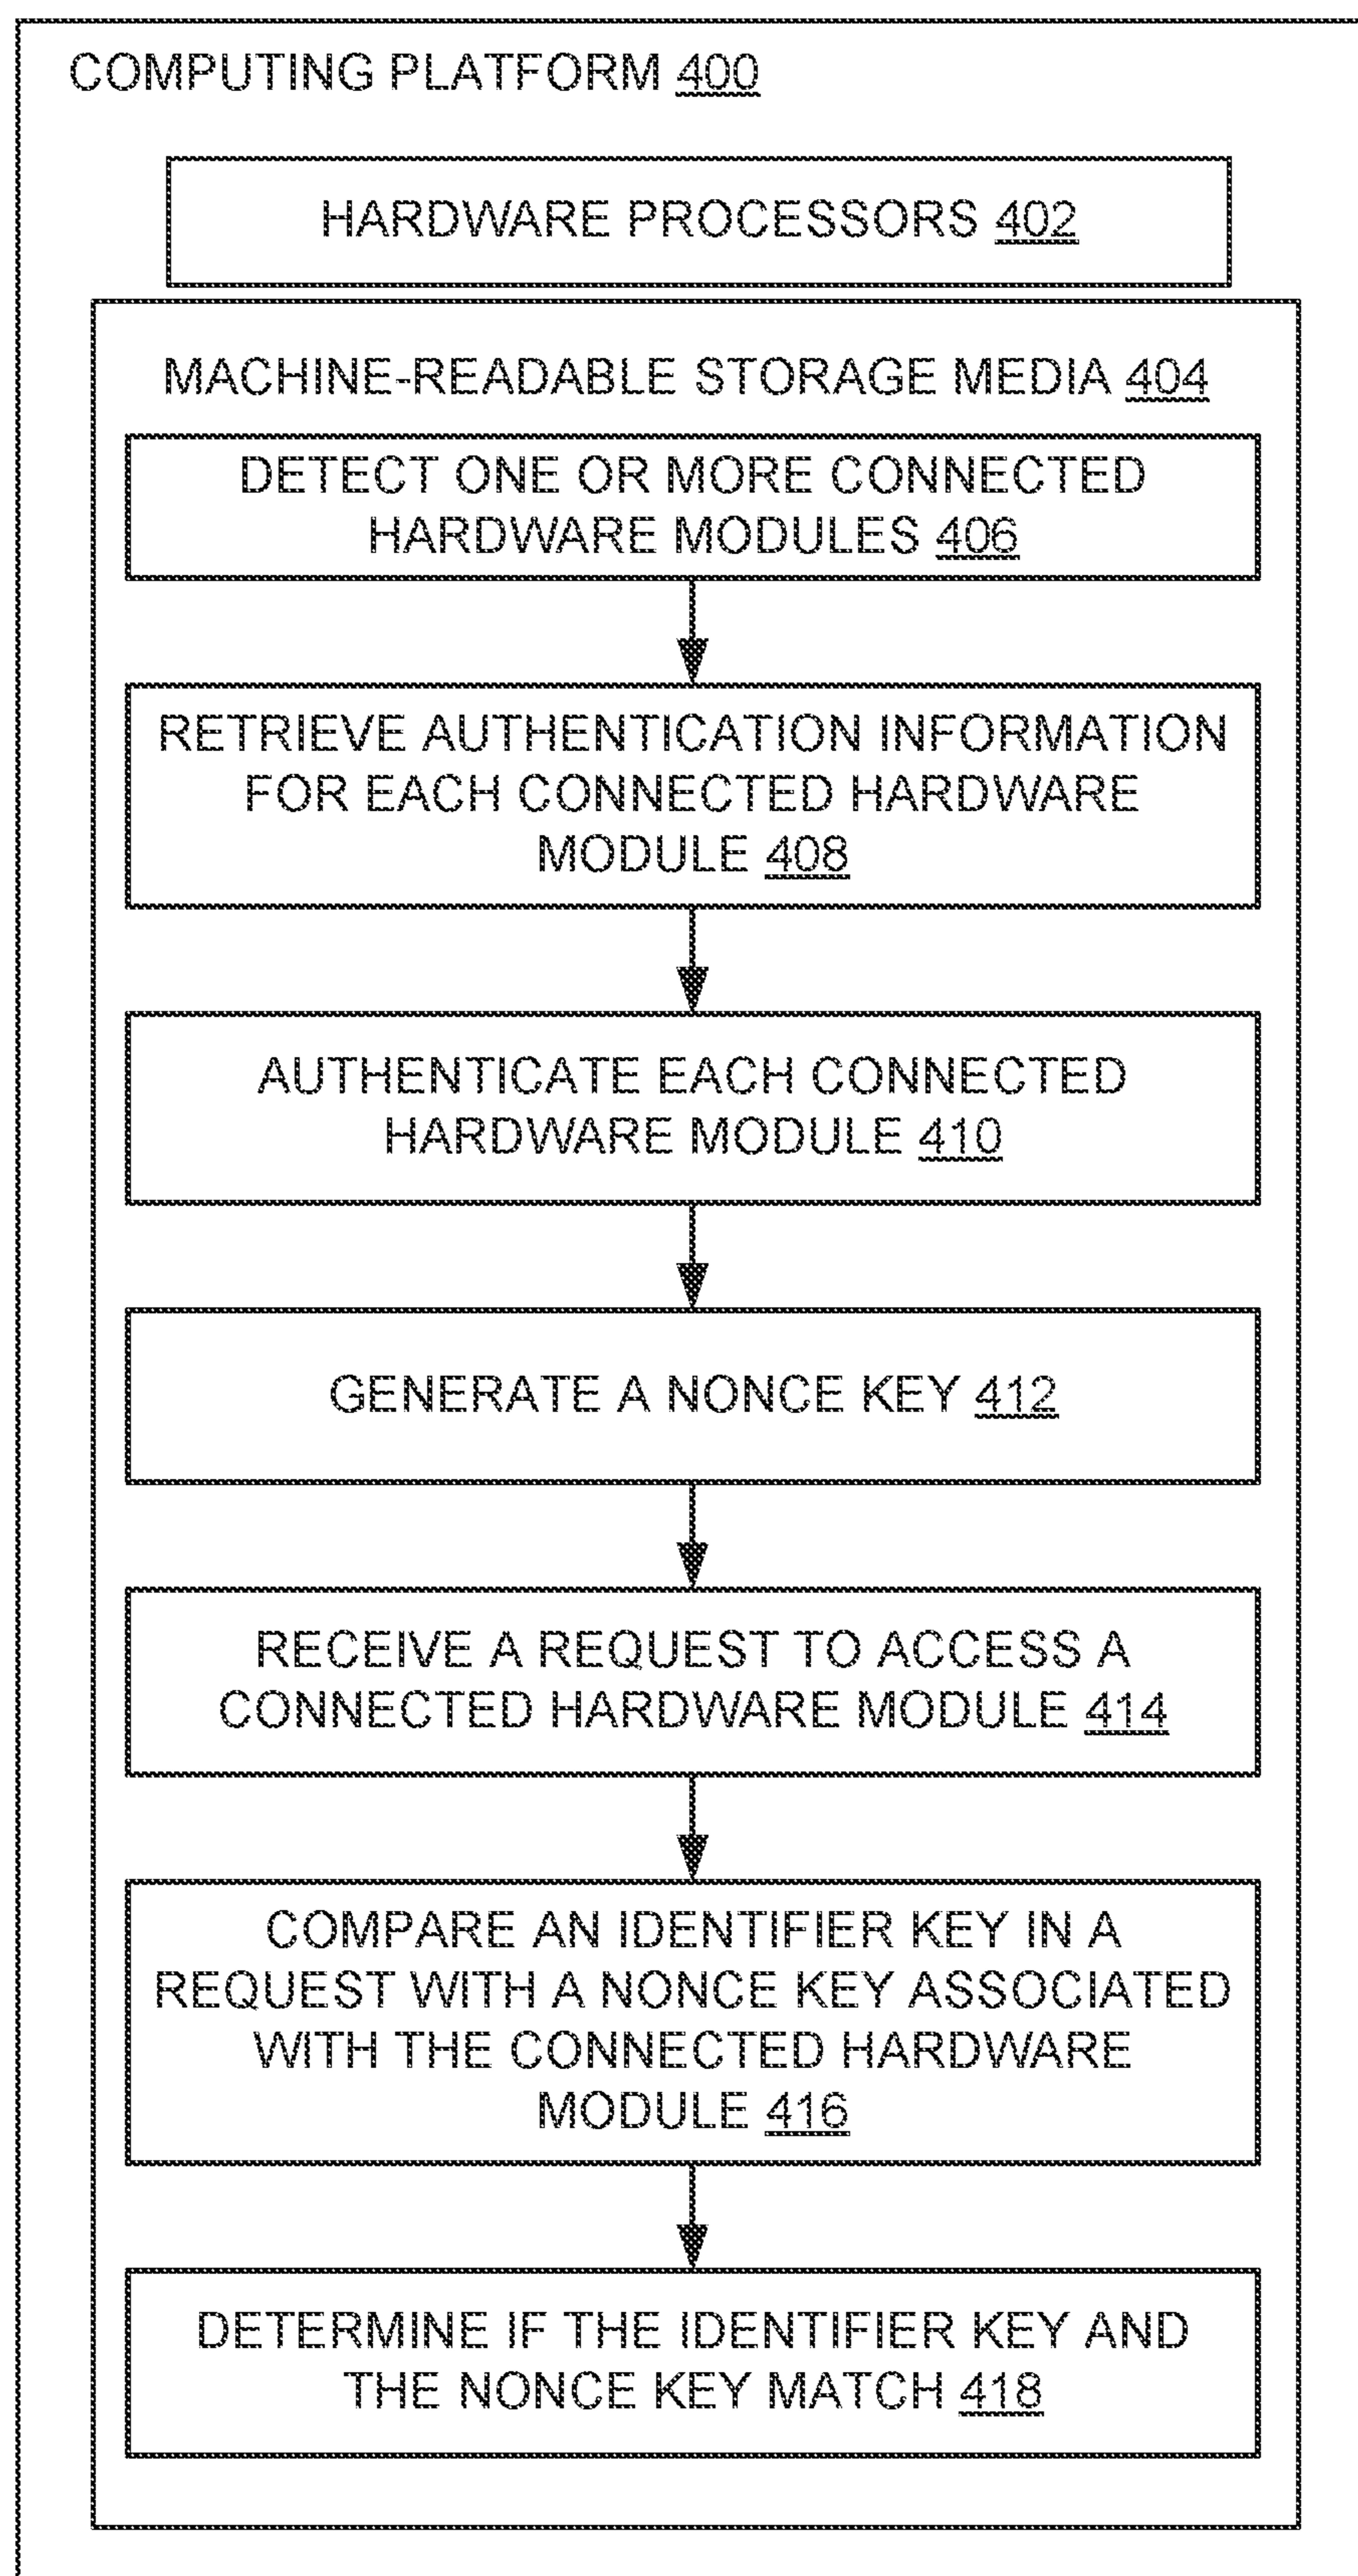 COMPUTING PLATFORM 400
HARDWARE PROCESSORS 402
MACHINE-READABLE STORAGE MEDIA 404
DETECT ONE OR MORE CONNECTED
HARDWARE MODULES 406
RETRIEVE AUTHENTICATION INFORMATION
FOR EACH CONNECTED HARDWARE
MODULE 408
AUTHENTICATE EACH CONNECTED
HARDWARE MODULE 410
GENERATE A NONCE KEY 412
RECEIVE A REQUEST TO ACCESS A
CONNECTED HARDWARE MODULE 414
COMPARE AN IDENTIFIER KEY IN A
REQUEST WITH A NONCE KEY ASSOCIATED
WITH THE CONNECTED HARDWARE
MODULE 416
DETERMINE IF THE IDENTIFIER KEY AND
THE NONCE KEY MATCH 418